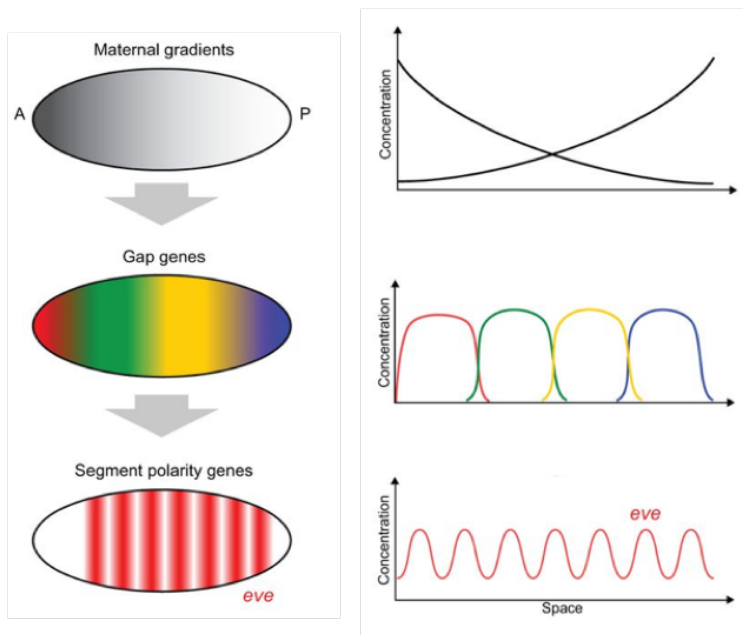 Maternal gradients
A
P
Gap genes
Segment polarity genes
eve
Concentration
Concentration
Concentration
eve
Space